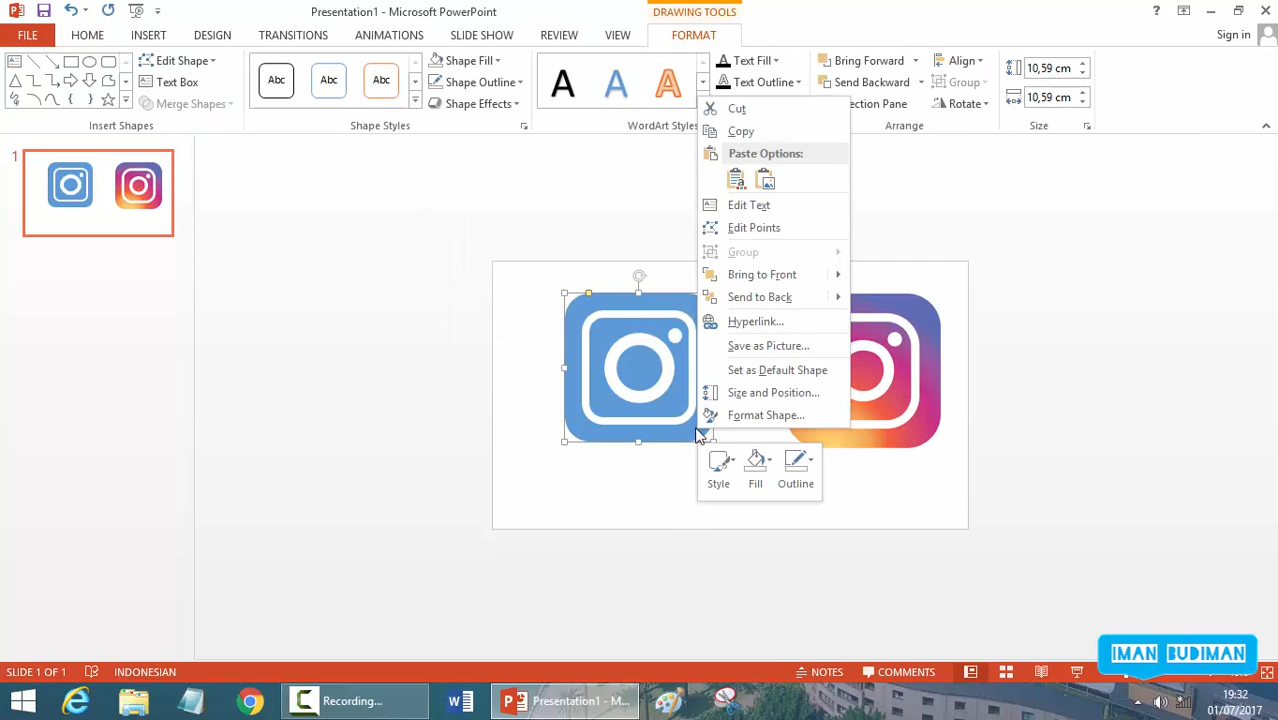 Presentation1 - Microsoft PowerPoint
DRAWING TOOLS
?
FILE
HOME
INSERT
DESIGN
TRANSITIONS
ANIMATIONS
SLIDE SHOW
REVIEW
VIEW
FORMAT
Sign in
Edit Shape
Text Box
Merge Shapes
Insert Shapes
Abc
Abc
Abc
Shape Fill
Shape Outline
Shape Effects
Shape Styles
A
A
A
Text Fill
Text Outline
WordArt Styles
Bring Forward
Send Backward
ection Pane
Align
Group
Rotate
Arrange
10,59 cm
10,59 cm
Size
1
Cut
Copy
Paste Options:
Edit Text
Edit Points
Group
Bring to Front
Send to Back
Hyperlink...
Save as Picture...
Set as Default Shape
Size and Position...
Format Shape...
Style
Fill
Outline
IMAN BUDIMAN
SLIDE 1 OF 1
INDONESIAN
NOTES
COMMENTS
Recording...
Presentation1 - M...
19:32
01/07/2017